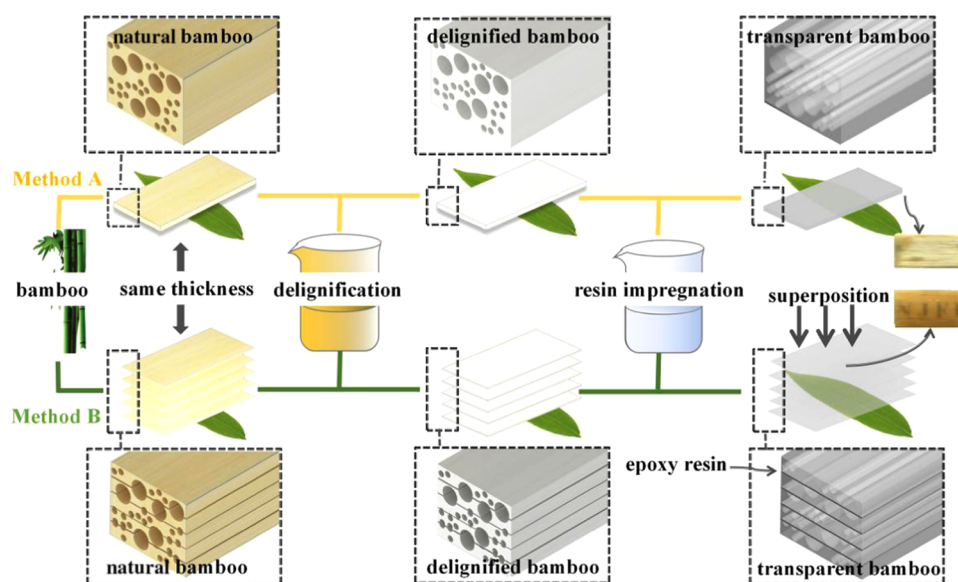 natural bamboo
delignified bamboo
transparent bamboo
Method A
bamboo
same thickness
delignification
resin impregnation
superposition
Method B
epoxy resin
natural bamboo
delignified bamboo
transparent bamboo